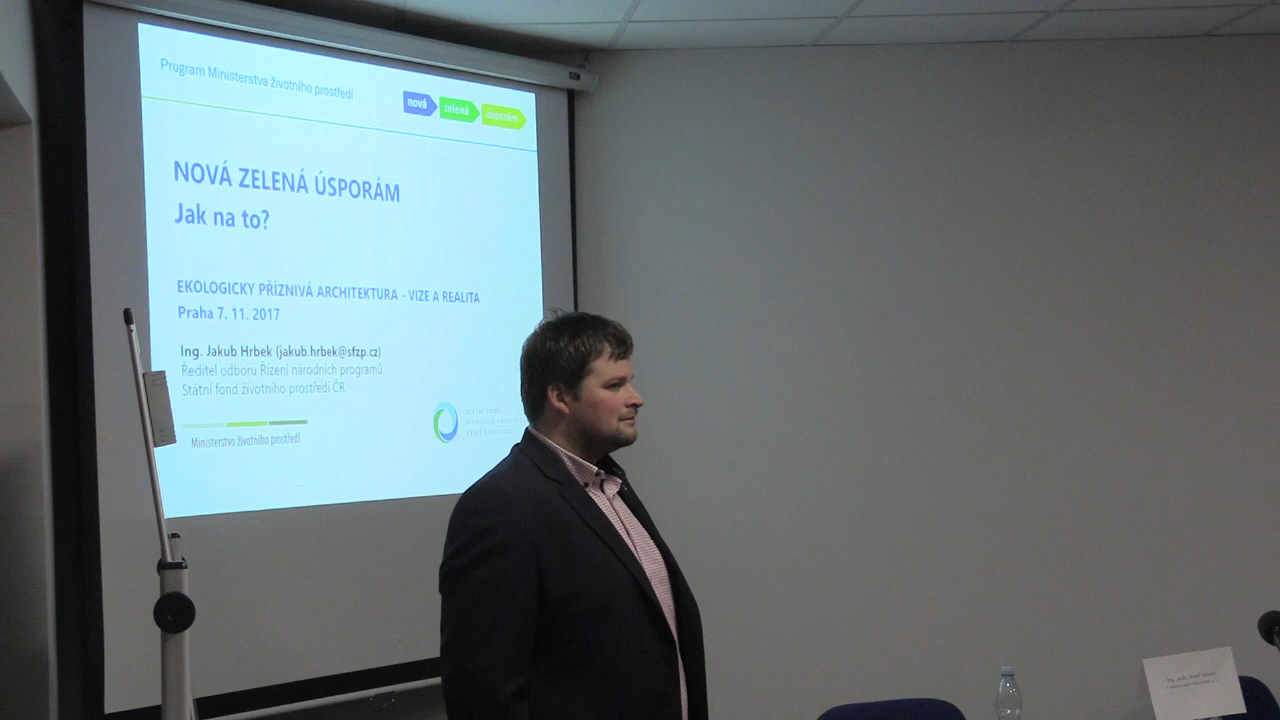 Program Ministerstva životního prostředí
nová zelená úsporám
NOVÁ ZELENÁ ÚSPORÁM
Jak na to?
EKOLOGICKY PŘÍZNIVÁ ARCHITEKTURA - VIZE A REALITA
Praha 7. 11. 2017
Ing. Jakub Hrbek (jakub.hrbek@sfzp.cz)
Ředitel odboru Řízení národních programů
Státní fond životního prostředí ČR
Ministerstvo životního prostředí
STÁTNÍ FOND